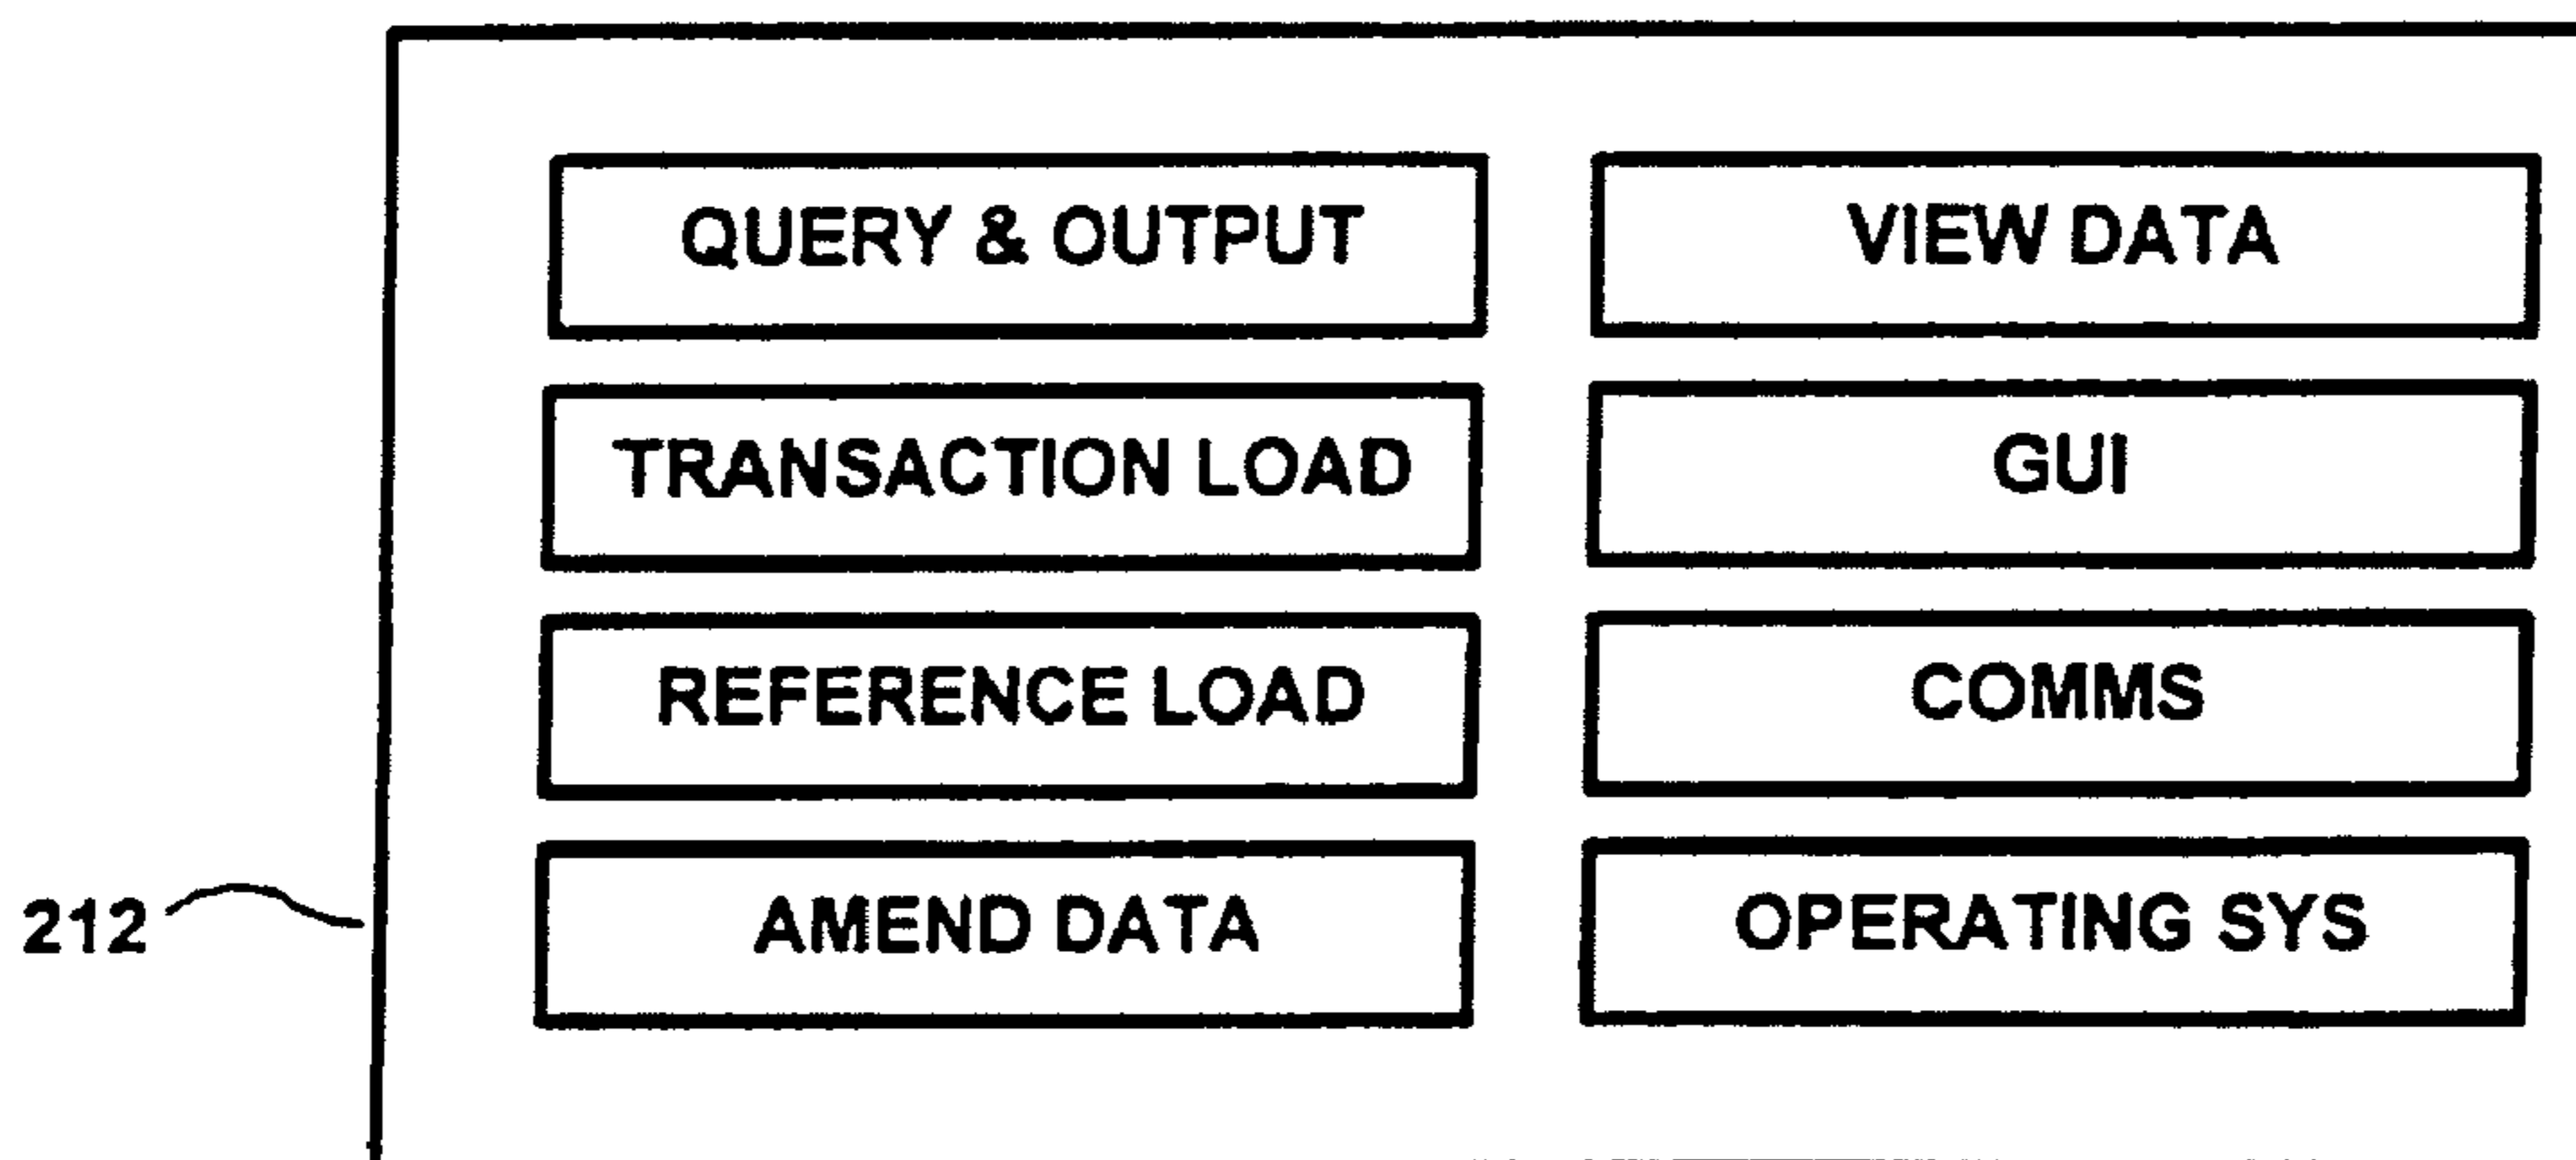 QUERY & OUTPUT
VIEW DATA
TRANSACTION LOAD
GUI
REFERENCE LOAD
COMMS
AMEND DATA
OPERATING SYS
212